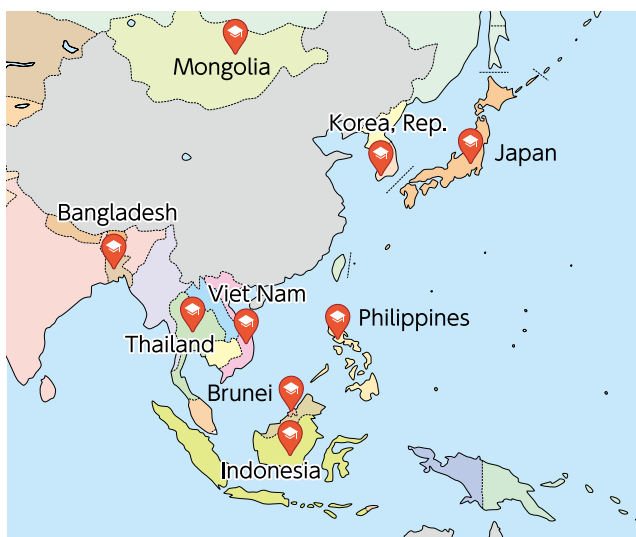 Mongolia
Korea, Rep.
Japan
Bangladesh
Viet Nam
Philippines
Thailand
Brunei
Indonesia